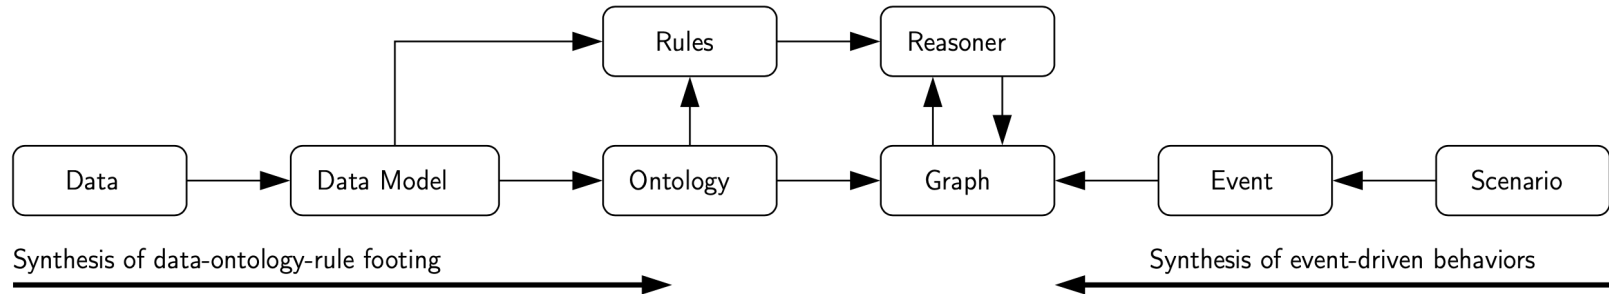 Rules
Reasoner
Data
Data Model
Ontology
Graph
Event
Scenario
Synthesis of data-ontology-rule footing
Synthesis of event-driven behaviors